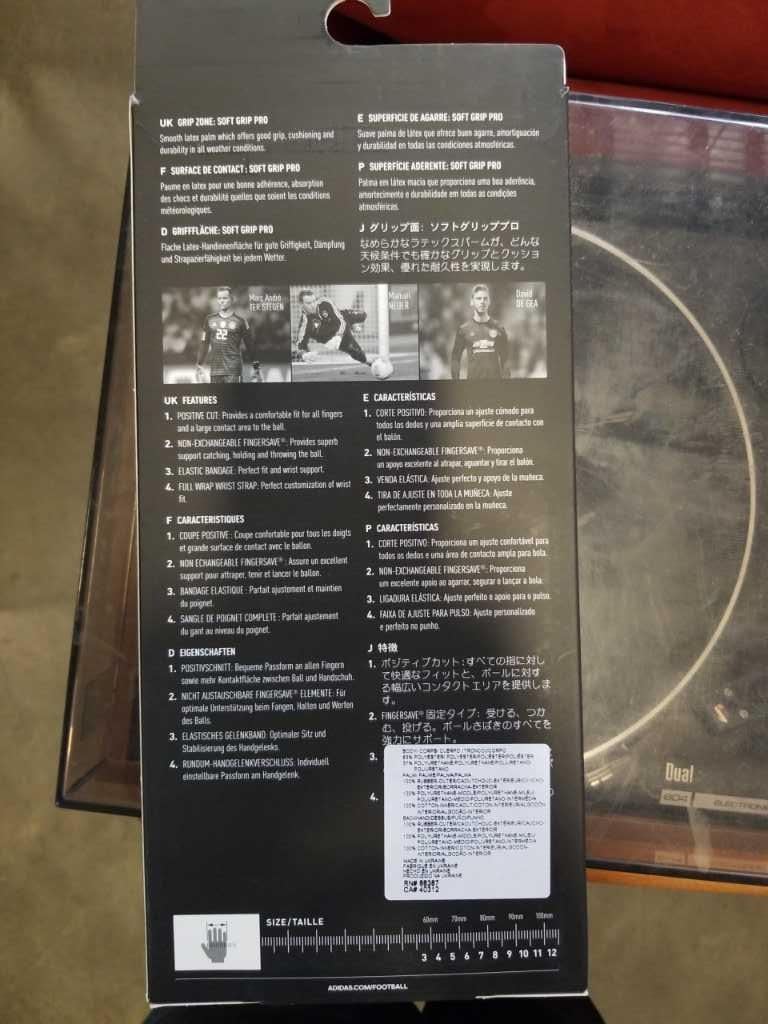 UK GRIP ZONE: SOFT GRIP PRO
Smooth latex palm which offers good grip, cushioning and
durability in all weather conditions.
F SURFACE DE CONTACT: SOFT GRIP PRO
Paume en latex pour une bonne adhérence, absorption
des chocs et durabilité quelles que soient les conditions
météorologiques.
D GRIFFFLÄCHE: SOFT GRIP PRO
Flache Latex-Handinnenfläche für gute Griffigkeit, Dämpfung
und Strapazierfähigkeit bei jedem Wetter.
E SUPERFICIE DE AGARRE: SOFT GRIP PRO
Suave palma de látex que ofrece buen agarre, amortiguación
y durabilidad en todas las condiciones atmosféricas.
P SUPERFÍCIE ADERENTE: SOFT GRIP PRO
Palma em látex macia que proporciona uma boa aderência,
amortecimento e durabilidade em todas as condições
atmosféricas.
J グリップ面: ソフトグリッププロ
なめらかなラテックスパームが、どんな
天候条件でも確かなグリップとクッショ
ン効果、優れた耐久性を実現します。
Marc André
TER STEGEN
22
Manuel
NEUER
David
DE GEA
UK FEATURES
1. POSITIVE CUT: Provides a comfortable fit for all fingers
and a large contact area to the ball.
2. NON-EXCHANGEABLE FINGERSAVE®: Provides superb
support catching, holding and throwing the ball.
3. ELASTIC BANDAGE: Perfect fit and wrist support.
4. FULL WRAP WRIST STRAP: Perfect customization of wrist
fit.
F CARACTERISTIQUES
1. COUPE POSITIVE : Coupe confortable pour tous les doigts
et grande surface de contact avec le ballon.
2. NON ECHANGEABLE FINGERSAVE® : Assure un excellent
support pour attraper, tenir et lancer le ballon.
3. BANDAGE ELASTIQUE : Parfait ajustement et maintien
du poignet.
4. SANGLE DE POIGNET COMPLETE : Parfait ajustement
du gant au niveau du poignet.
D EIGENSCHAFTEN
1. POSITIVSCHNITT: Bequeme Passform an allen Fingern
sowie mehr Kontaktfläche zwischen Ball und Handschuh.
2. NICHT AUSTAUSCHBARE FINGERSAVE® ELEMENTE: Für
optimale Unterstützung beim Fangen, Halten und Werfen
des Balls.
3. ELASTISCHES GELENKBAND: Optimaler Sitz und
Stabilisierung des Handgelenks.
4. RUNDUM-HANDGELENKVERSCHLUSS: Individuell
einstellbare Passform am Handgelenk.
E CARACTERÍSTICAS
1. CORTE POSITIVO: Proporciona un ajuste cómodo para
todos los dedos y una amplia superficie de contacto con
el balón.
2. NON-EXCHANGEABLE FINGERSAVE®: Proporciona
un apoyo excelente al atrapar, aguantar y tirar el balón.
3. VENDA ELÁSTICA: Ajuste perfecto y apoyo de la muñeca.
4. TIRA DE AJUSTE EN TODA LA MUÑECA: Ajuste
perfectamente personalizado en la muñeca.
P CARACTERÍSTICAS
1. CORTE POSITIVO: Proporciona um ajuste confortável para
todos os dedos e uma área de contacto ampla para bola.
2. NON-EXCHANGEABLE FINGERSAVE®: Proporciona
um excelente apoio ao agarrar, segurar o lançar a bola.
3. LIGADURA ELÁSTICA: Ajuste perfeito e apoio para o pulso.
4. FAIXA DE AJUSTE PARA PULSO: Ajuste personalizado
e perfeito no punho.
J 特徴
1. ポジティブカット:すべての指に対し
て快適なフィットと、ボールに対す
る幅広いコンタクトエリアを提供しま
す。
2. FINGERSAVE® 固定タイプ: 受ける、つか
む、投げる。ボールさばきのすべてを
強力にサポート。
3.
4.
MADE IN UKRAINE
FABRIQUE EN UKRAINE
HECHO EN UKRAINE
PRODUZIDO NA UKRAINE
RN# 88387
CA# 40312
SIZE/TAILLE
60mm 70mm 80mm 90mm 100mm
3 4 5 6 7 8 9 10 11 12
ADIDAS.COM/FOOTBALL
Dual
604 ELECTRONIC